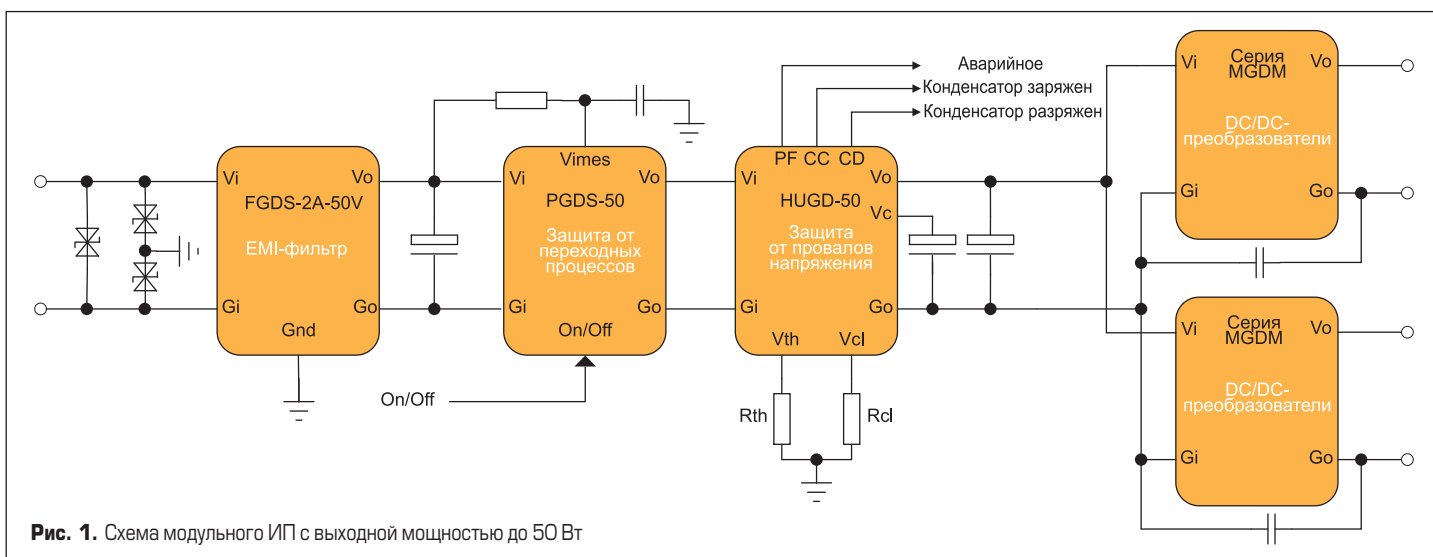 Аварийное
Конденсатор заряжен
Конденсатор разряжен
Vi
Vo
FGDS-2A-50V
EMI-фильтр
Gi
Go
Gnd
Vimes
Vi
Vo
PGDS-50
Защита от
переходных
процессов
Gi
Go
On/Off
On/Off
PF CC CD
Vi
Vo
HUGD-50
Vc
Защита
от провалов
напряжения
Gi
Go
Vth
Vcl
Rth
Rcl
Vi
Серия
MGDM
Vo
DC/DC-
преобразователи
Gi
Go
Vi
Серия
MGDM
Vo
DC/DC-
преобразователи
Gi
Go
Рис. 1. Схема модульного ИП с выходной мощностью до 50 Вт